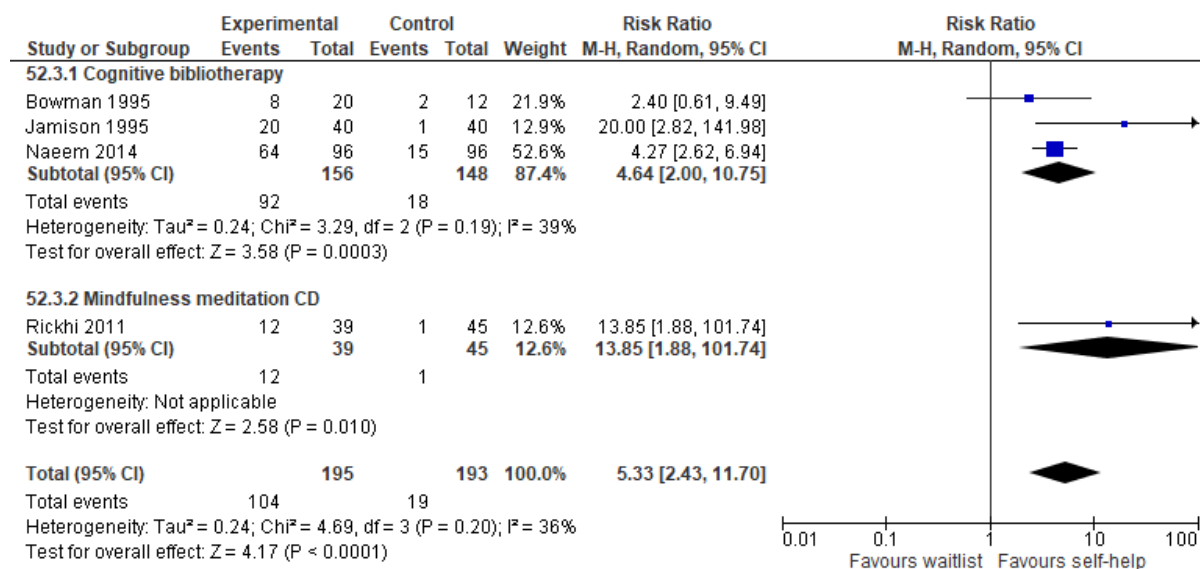 Experimental Control Risk Ratio Risk Ratio
Study or Subgroup Events Total Events Total Weight M-H, Random, 95% CI M-H, Random, 95% CI
52.3.1 Cognitive bibliotherapy
Bowman 1995 8 20 2 12 21.9% 2.40 [0.61, 9.49]
Jamison 1995 20 40 1 40 12.9% 20.00 [2.82, 141.98]
Naeem 2014 64 96 15 96 52.6% 4.27 [2.62, 6.94]
Subtotal (95% CI) 156 148 87.4% 4.64 [2.00, 10.75]
Total events 92 18
Heterogeneity: Tau² = 0.24; Chi² = 3.29, df = 2 (P = 0.19); I² = 39%
Test for overall effect: Z = 3.58 (P = 0.0003)
52.3.2 Mindfulness meditation CD
Rickhi 2011 12 39 1 45 12.6% 13.85 [1.88, 101.74]
Subtotal (95% CI) 39 45 12.6% 13.85 [1.88, 101.74]
Total events 12 1
Heterogeneity: Not applicable
Test for overall effect: Z = 2.58 (P = 0.010)
Total (95% CI) 195 193 100.0% 5.33 [2.43, 11.70]
Total events 104 19
Heterogeneity: Tau² = 0.24; Chi² = 4.69, df = 3 (P = 0.20); I² = 36%
Test for overall effect: Z = 4.17 (P < 0.0001)
0.01 0.1 1 10 100
Favours waitlist Favours self-help